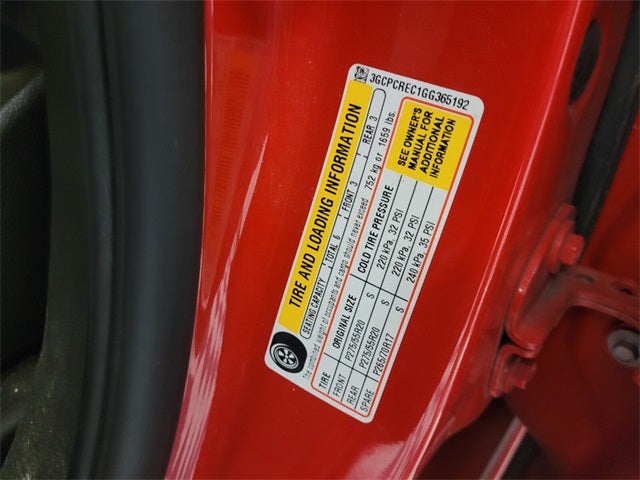 3GCPCREC1GG365192
TIRE AND LOADING INFORMATION
SEATING CAPACITY TOTAL 6 FRONT 3 REAR 3
The combined weight of occupants and cargo should never exceed 752 kg or 1659 lbs.
TIRE ORIGINAL SIZE COLD TIRE PRESSURE
FRONT P275/55R20 S 220 kPa, 32 PSI
REAR P275/55R20 S 220 kPa, 32 PSI
SPARE P265/70R17 S 240 kPa, 35 PSI
SEE OWNER'S
MANUAL FOR
ADDITIONAL
INFORMATION